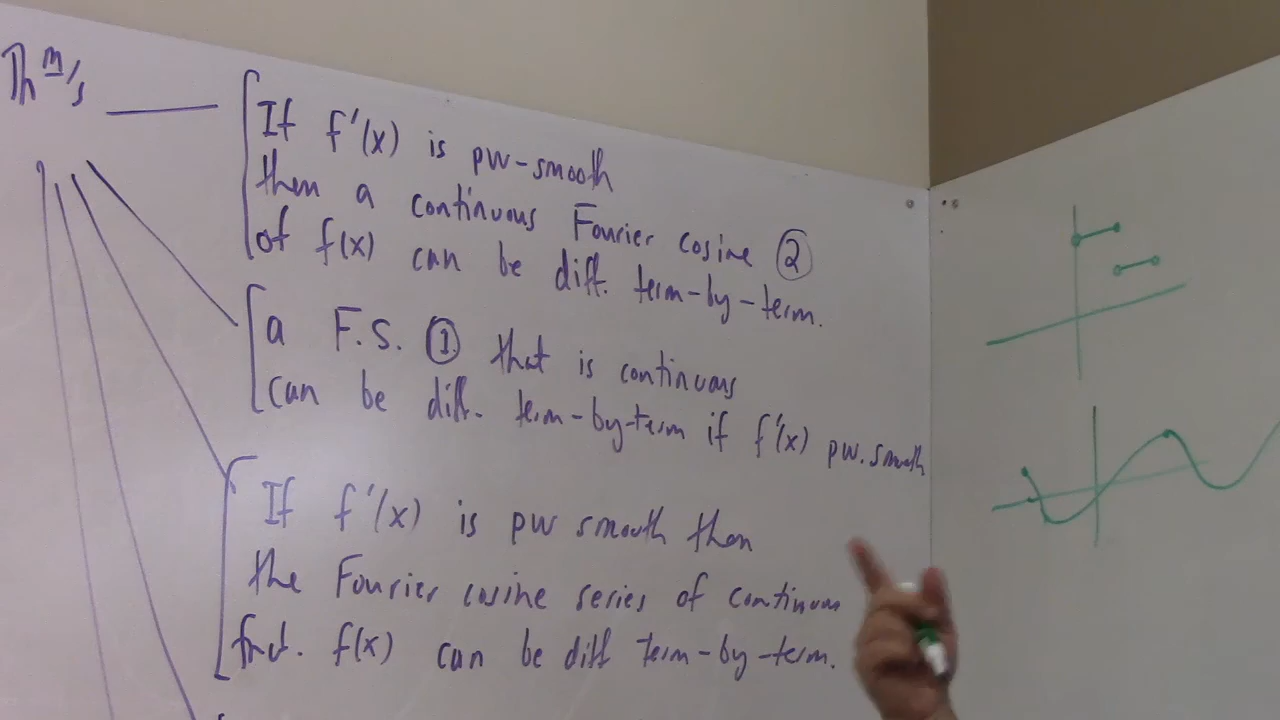 Thm/s
If f'(x) is pw-smooth
then a continuous Fourier cosine ②
of f(x) can be diff. term-by-term.
a F.S. ① that is continuous
can be diff. term-by-term if f'(x) pw.smooth
If f'(x) is pw smooth then
the Fourier cosine series of continuous
fnct. f(x) can be diff term-by-term.